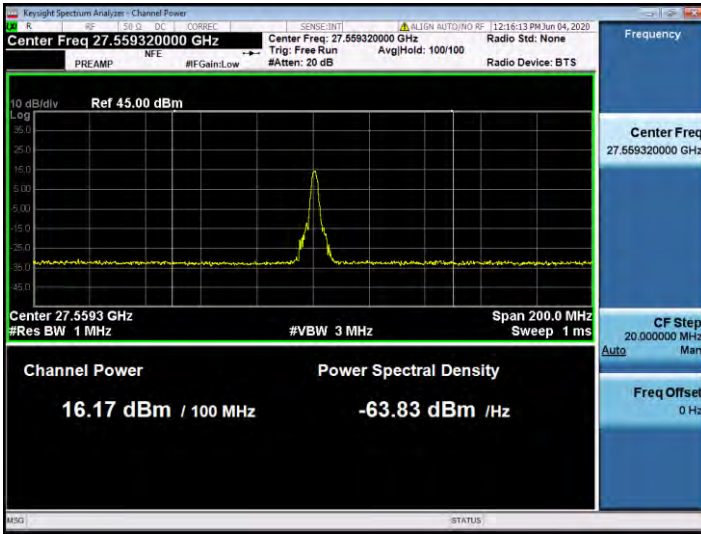 Keysight Spectrum Analyzer - Channel Power
R RF 50 Ω DC CORREC SENSE:INT ALIGN AUTO/NO RF 12:16:13 PM Jun 04, 2020
Center Freq 27.559320000 GHz
NFE
PREAMP #IFGain:Low
Center Freq: 27.559320000 GHz
Trig: Free Run Avg|Hold: 100/100
#Atten: 20 dB
Radio Std: None
Radio Device: BTS
Frequency
10 dB/div Ref 45.00 dBm
Log
35.0
25.0
15.0
5.00
-5.00
-15.0
-25.0
-35.0
-45.0
Center 27.5593 GHz Span 200.0 MHz
#Res BW 1 MHz #VBW 3 MHz Sweep 1 ms
Center Freq
27.559320000 GHz
CF Step
20.000000 MHz
Auto Man
Freq Offset
0 Hz
Channel Power Power Spectral Density
16.17 dBm / 100 MHz -63.83 dBm /Hz
MSG STATUS